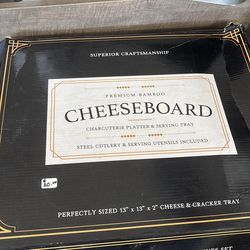 SUPERIOR CRAFTSMANSHIP
PREMIUM BAMBOO
CHEESEBOARD
CHARCUTERIE PLATTER & SERVING TRAY
STEEL CUTLERY & SERVING UTENSILS INCLUDED
PERFECTLY SIZED 13" x 13" x 2" CHEESE & CRACKER TRAY
SET